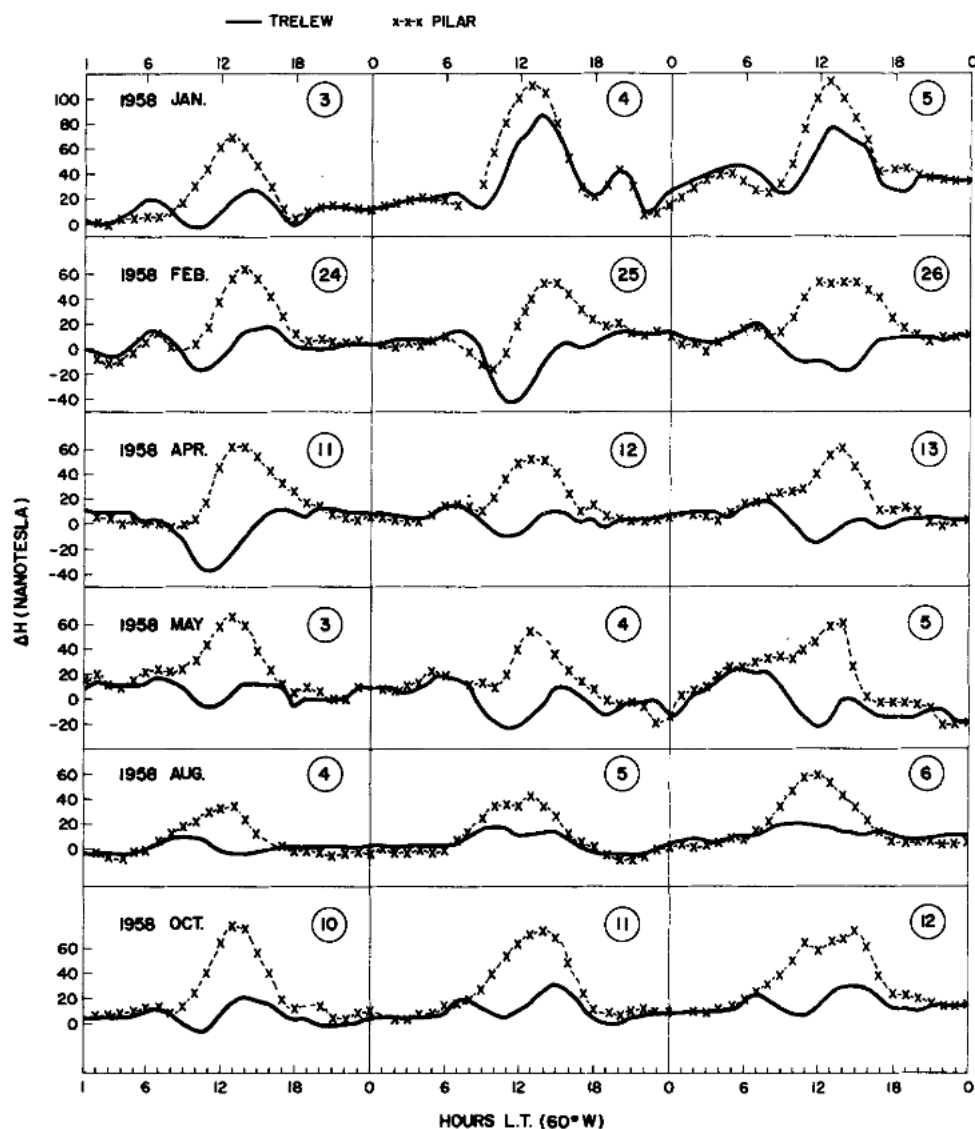 TRELEW x-x-x PILAR
1 6 12 18 0 6 12 18 0 6 12 18 0
1958 JAN. 3 4 5
100
80
60
40
20
0
1958 FEB. 24 25 26
60
40
20
0
-20
-40
1958 APR. 11 12 13
60
40
20
0
-20
-40
1958 MAY 3 4 5
60
40
20
0
-20
1958 AUG. 4 5 6
60
40
20
0
1958 OCT. 10 11 12
60
40
20
0
ΔH (NANOTESLA)
1 6 12 18 0 6 12 18 0 6 12 18 0
HOURS L.T. (60° W)